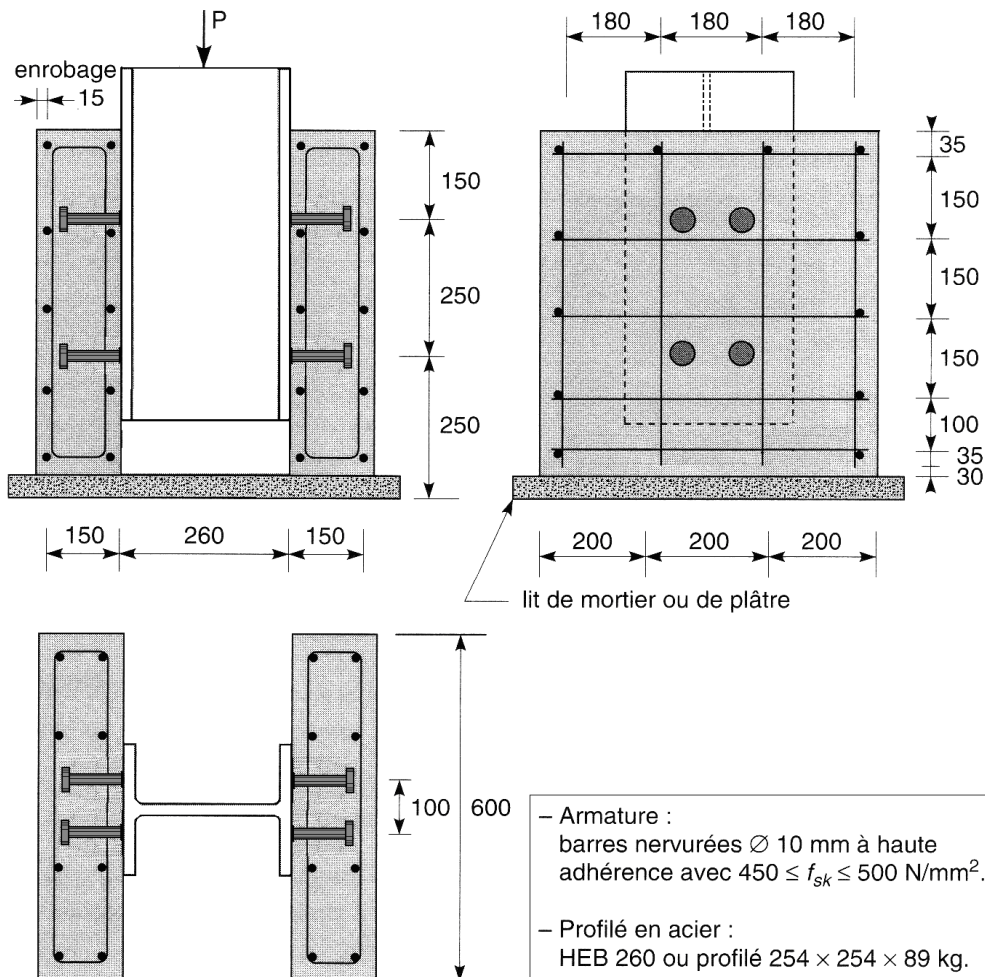 P
enrobage
15
150
250
250
150 260 150
180 180 180
35
150
150
150
100
35
30
200 200 200
lit de mortier ou de plâtre
100
600
– Armature :
barres nervurées ∅ 10 mm à haute
adhérence avec 450 ≤ fsk ≤ 500 N/mm².
– Profilé en acier :
HEB 260 ou profilé 254 × 254 × 89 kg.